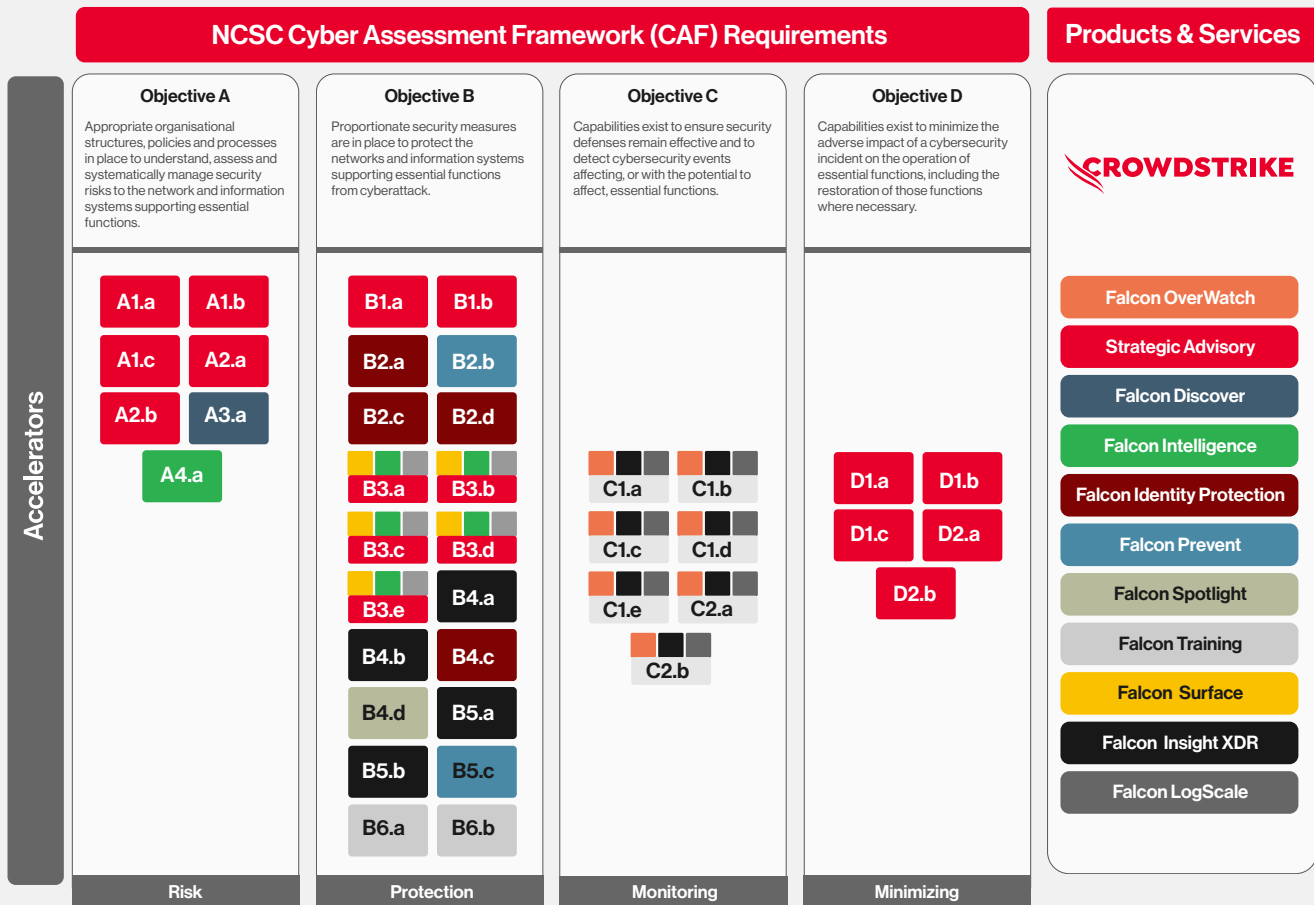 NCSC Cyber Assessment Framework (CAF) Requirements
Products & Services
Accelerators
Objective A
Appropriate organisational
structures, policies and processes
in place to understand, assess and
systematically manage security
risks to the network and information
systems supporting essential
functions.
A1.a A1.b
A1.c A2.a
A2.b A3.a
A4.a
Risk
Objective B
Proportionate security measures
are in place to protect the
networks and information systems
supporting essential functions
from cyberattack.
B1.a B1.b
B2.a B2.b
B2.c B2.d
B3.a B3.b
B3.c B3.d
B3.e B4.a
B4.b B4.c
B4.d B5.a
B5.b B5.c
B6.a B6.b
Protection
Objective C
Capabilities exist to ensure security
defenses remain effective and to
detect cybersecurity events
affecting, or with the potential to
affect, essential functions.
C1.a C1.b
C1.c C1.d
C1.e C2.a
C2.b
Monitoring
Objective D
Capabilities exist to minimize the
adverse impact of a cybersecurity
incident on the operation of
essential functions, including the
restoration of those functions
where necessary.
D1.a D1.b
D1.c D2.a
D2.b
Minimizing
CROWDSTRIKE
Falcon OverWatch
Strategic Advisory
Falcon Discover
Falcon Intelligence
Falcon Identity Protection
Falcon Prevent
Falcon Spotlight
Falcon Training
Falcon Surface
Falcon Insight XDR
Falcon LogScale